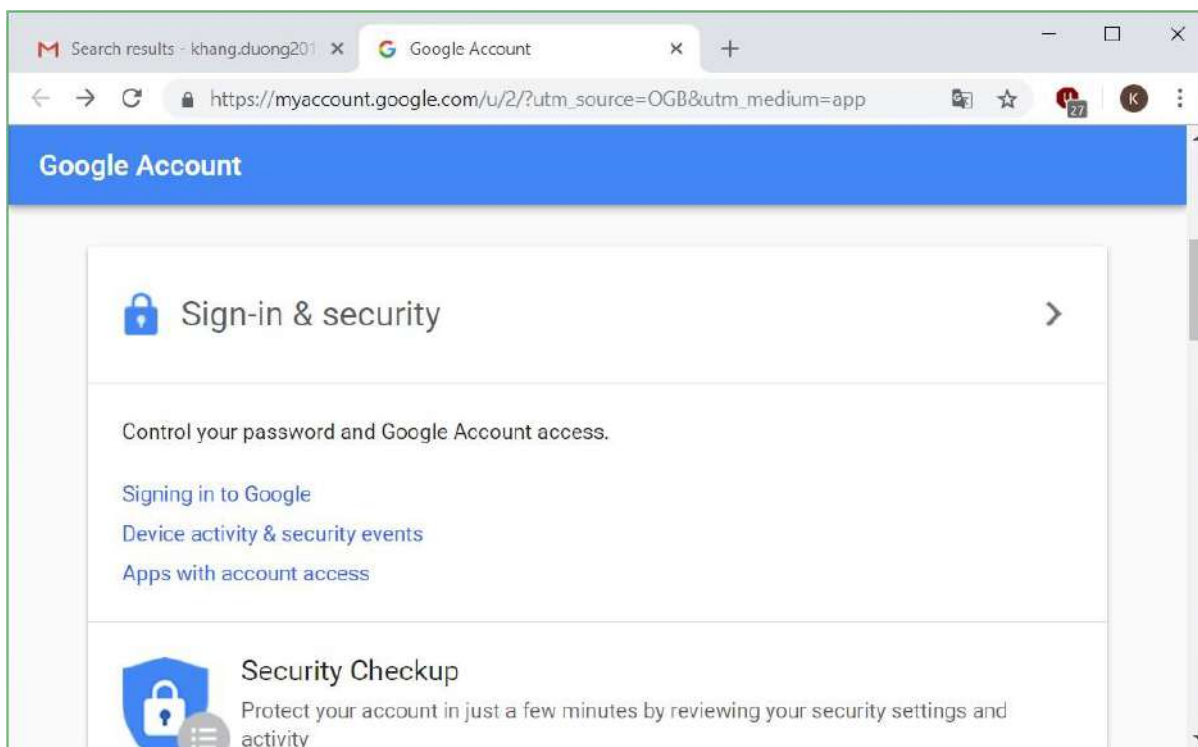 Search results - khang.duong201
Google Account
https://myaccount.google.com/u/2/?utm_source=OGB&utm_medium=app
27
K
Google Account
Sign-in & security
Control your password and Google Account access.
Signing in to Google
Device activity & security events
Apps with account access
Security Checkup
Protect your account in just a few minutes by reviewing your security settings and
activity